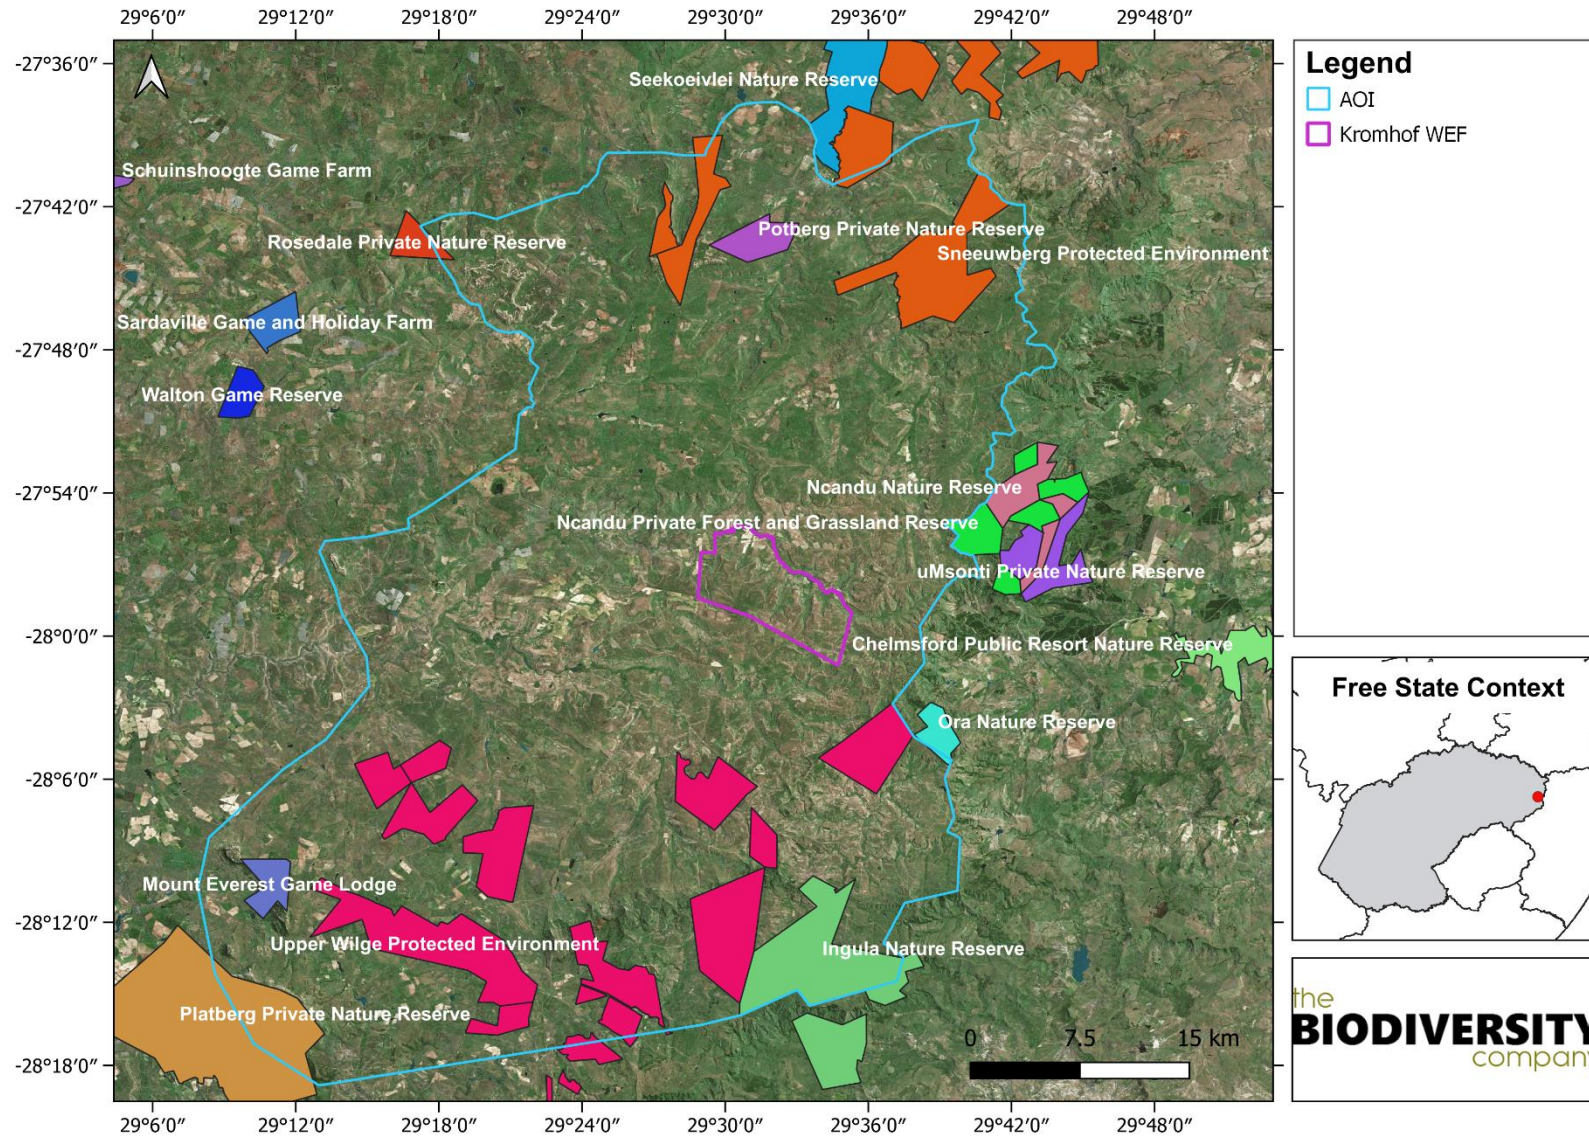 29°6′0″ 29°12′0″ 29°18′0″ 29°24′0″ 29°30′0″ 29°36′0″ 29°42′0″ 29°48′0″
-27°36′0″
-27°42′0″
-27°48′0″
-27°54′0″
-28°0′0″
-28°6′0″
-28°12′0″
-28°18′0″
Seekoeivlei Nature Reserve
Schuinshoogte Game Farm
Potberg Private Nature Reserve
Rosedale Private Nature Reserve
Sneeuwberg Protected Environment
Sardaville Game and Holiday Farm
Walton Game Reserve
Ncandu Nature Reserve
Ncandu Private Forest and Grassland Reserve
uMsonti Private Nature Reserve
Chelmsford Public Resort Nature Reserve
Ora Nature Reserve
Mount Everest Game Lodge
Upper Wilge Protected Environment
Ingula Nature Reserve
Platberg Private Nature Reserve
0 7.5 15 km
29°6′0″ 29°12′0″ 29°18′0″ 29°24′0″ 29°30′0″ 29°36′0″ 29°42′0″ 29°48′0″
Legend
AOI
Kromhof WEF
Free State Context
the
BIODIVERSITY
company